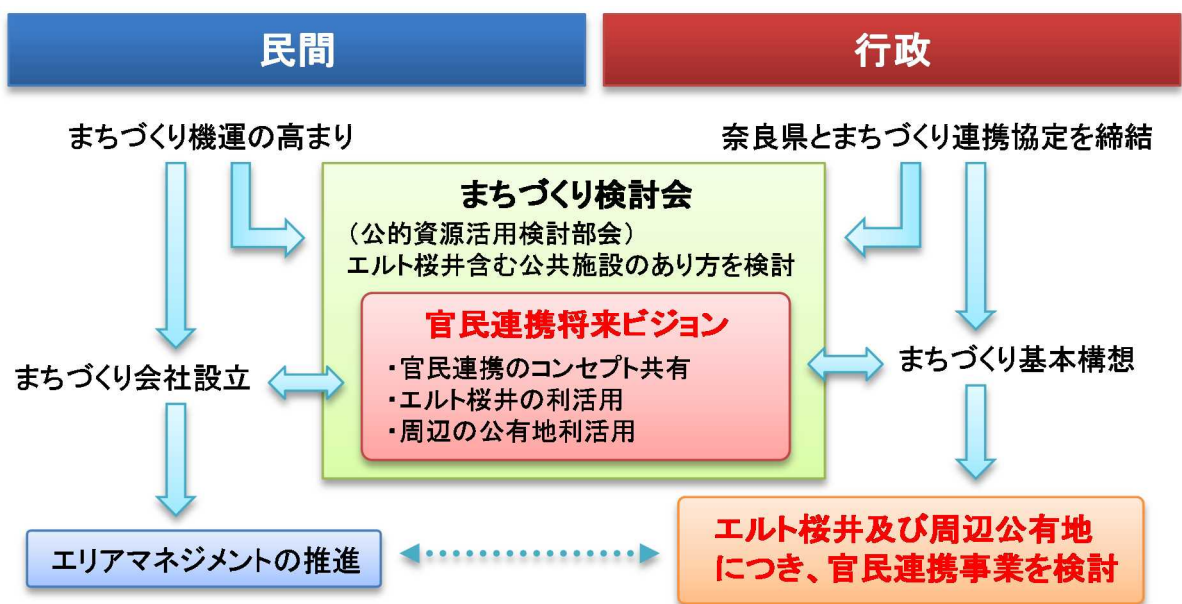 民間
行政
まちづくり機運の高まり
奈良県とまちづくり連携協定を締結
まちづくり検討会
（公的資源活用検討部会）
エルト桜井含む公共施設のあり方を検討
官民連携将来ビジョン
・官民連携のコンセプト共有
・エルト桜井の利活用
・周辺の公有地利活用
まちづくり会社設立
まちづくり基本構想
エリアマネジメントの推進
エルト桜井及び周辺公有地
につき、官民連携事業を検討